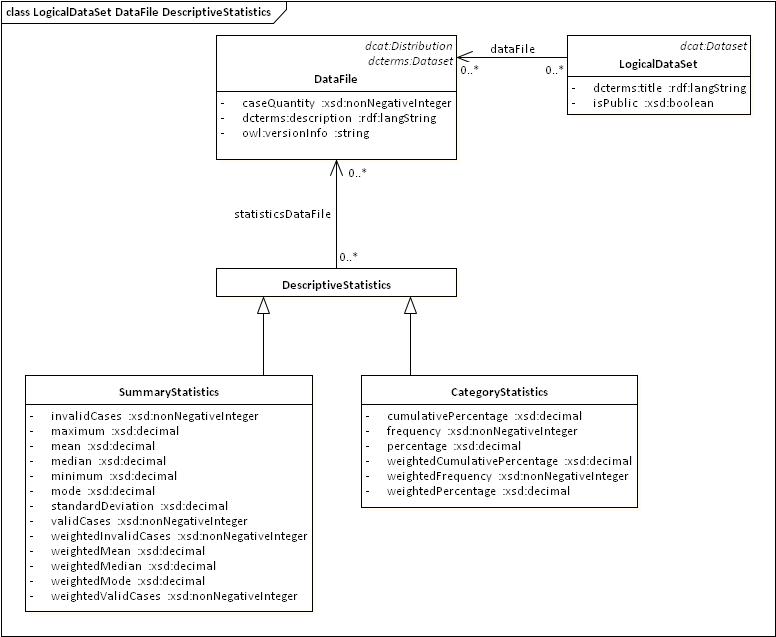 class LogicalDataSet DataFile DescriptiveStatistics
dcat:Distribution
dcterms:Dataset
DataFile
- caseQuantity :xsd:nonNegativeInteger
- dcterms:description :rdf:langString
- owl:versionInfo :string
dataFile
0..*
0..*
dcat:Dataset
LogicalDataSet
- dcterms:title :rdf:langString
- isPublic :xsd:boolean
0..*
statisticsDataFile
0..*
DescriptiveStatistics
SummaryStatistics
- invalidCases :xsd:nonNegativeInteger
- maximum :xsd:decimal
- mean :xsd:decimal
- median :xsd:decimal
- minimum :xsd:decimal
- mode :xsd:decimal
- standardDeviation :xsd:decimal
- validCases :xsd:nonNegativeInteger
- weightedInvalidCases :xsd:nonNegativeInteger
- weightedMean :xsd:decimal
- weightedMedian :xsd:decimal
- weightedMode :xsd:decimal
- weightedValidCases :xsd:nonNegativeInteger
CategoryStatistics
- cumulativePercentage :xsd:decimal
- frequency :xsd:nonNegativeInteger
- percentage :xsd:decimal
- weightedCumulativePercentage :xsd:decimal
- weightedFrequency :xsd:nonNegativeInteger
- weightedPercentage :xsd:decimal